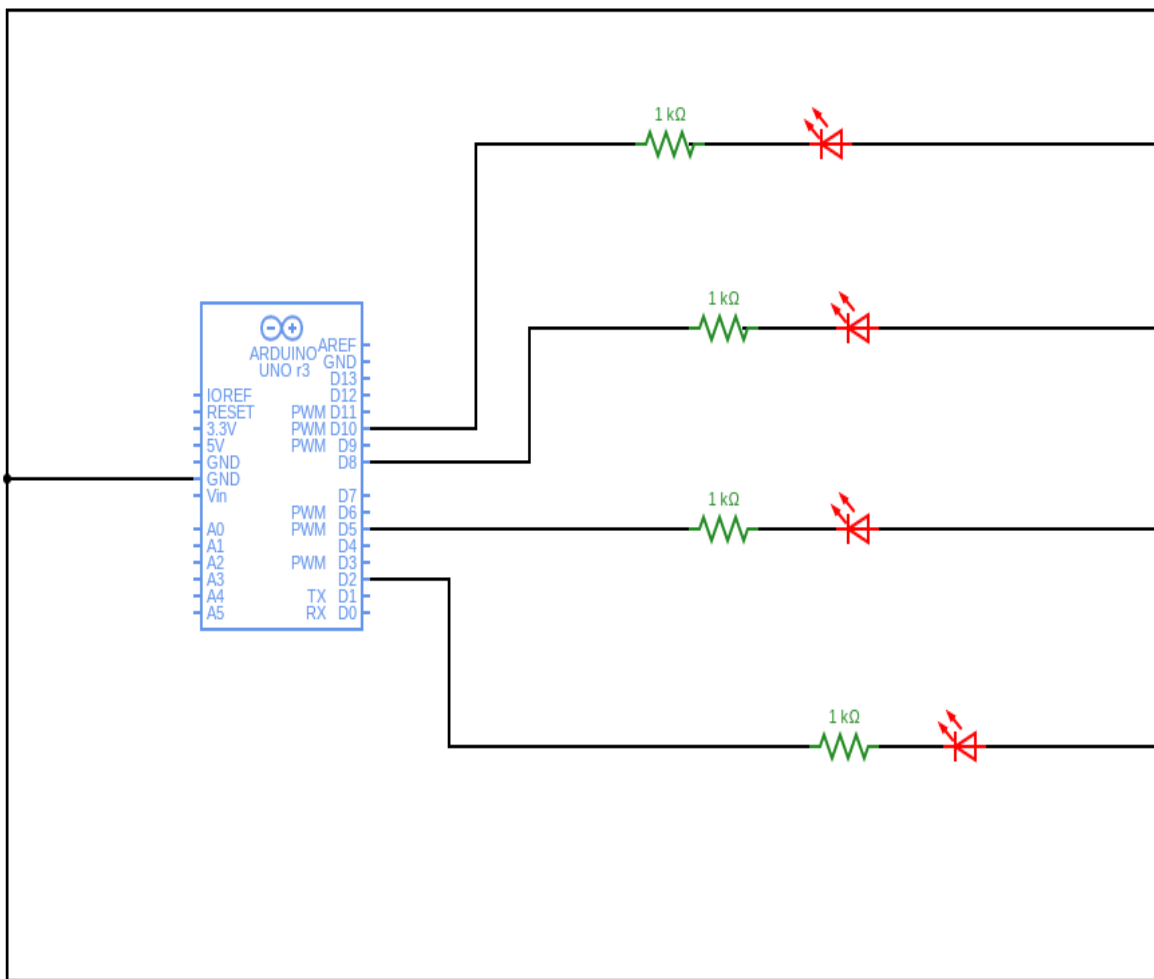 1 kΩ
1 kΩ
ARDUINO
UNO r3
AREF
GND
D13
IOREF
D12
RESET
PWM D11
3.3V
PWM D10
5V
PWM D9
GND
D8
GND
Vin
D7
PWM D6
1 kΩ
A0
PWM D5
A1
D4
A2
PWM D3
A3
D2
A4
TX D1
A5
RX D0
1 kΩ